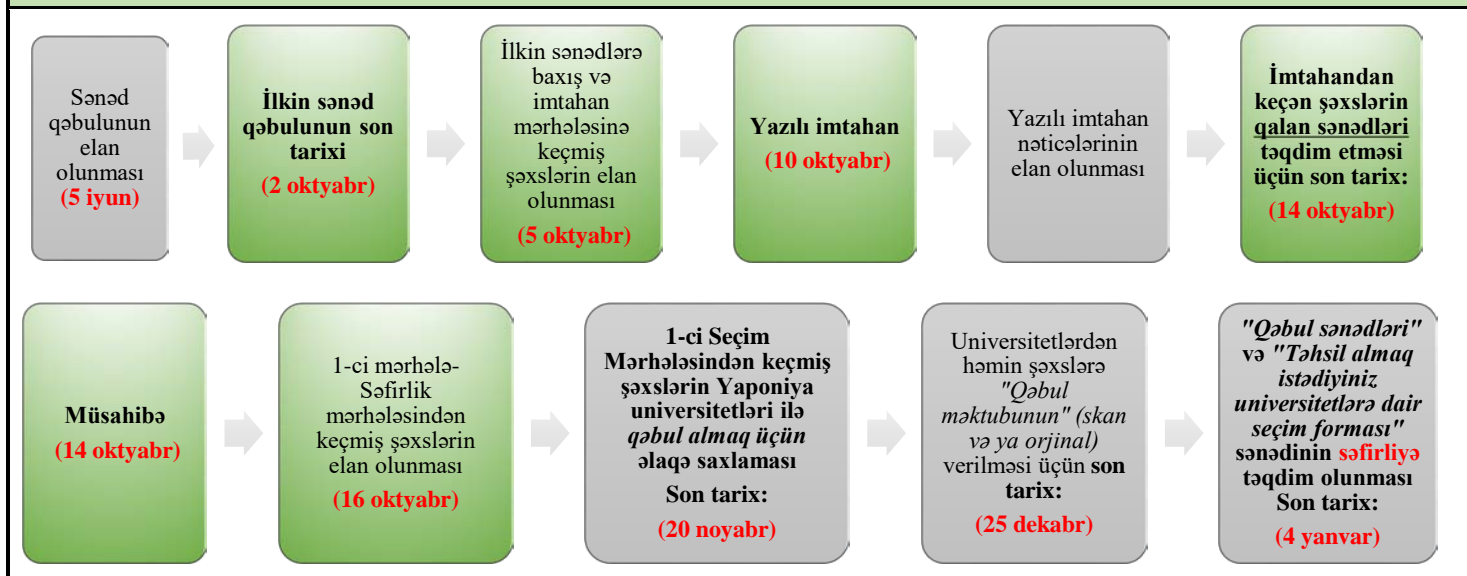 Sənəd
qəbulunun
elan
olunması
(5 iyun)
İlkin sənəd
qəbulunun son
tarixi
(2 oktyabr)
İlkin sənədlərə
baxış və
imtahan
mərhələsinə
keçmiş
şəxslərin elan
olunması
(5 oktyabr)
Yazılı imtahan
(10 oktyabr)
Yazılı imtahan
nəticələrinin
elan olunması
İmtahandan
keçən şəxslərin
qalan sənədləri
təqdim etməsi
üçün son tarix:
(14 oktyabr)
Müsahibə
(14 oktyabr)
1-ci mərhələ-
Səfirlik
mərhələsindən
keçmiş şəxslərin
elan olunması
(16 oktyabr)
1-ci Seçim
Mərhələsindən keçmiş
şəxslərin Yaponiya
universitetləri ilə
qəbul almaq üçün
əlaqə saxlaması
Son tarix:
(20 noyabr)
Universitetlərdən
həmin şəxslərə
"Qəbul
məktubunun" (skan
və ya orjinal)
verilməsi üçün son
tarix:
(25 dekabr)
"Qəbul sənədləri"
və "Təhsil almaq
istədiyiniz
universitetlərə dair
seçim forması"
sənədinin səfirliyə
təqdim olunması
Son tarix:
(4 yanvar)